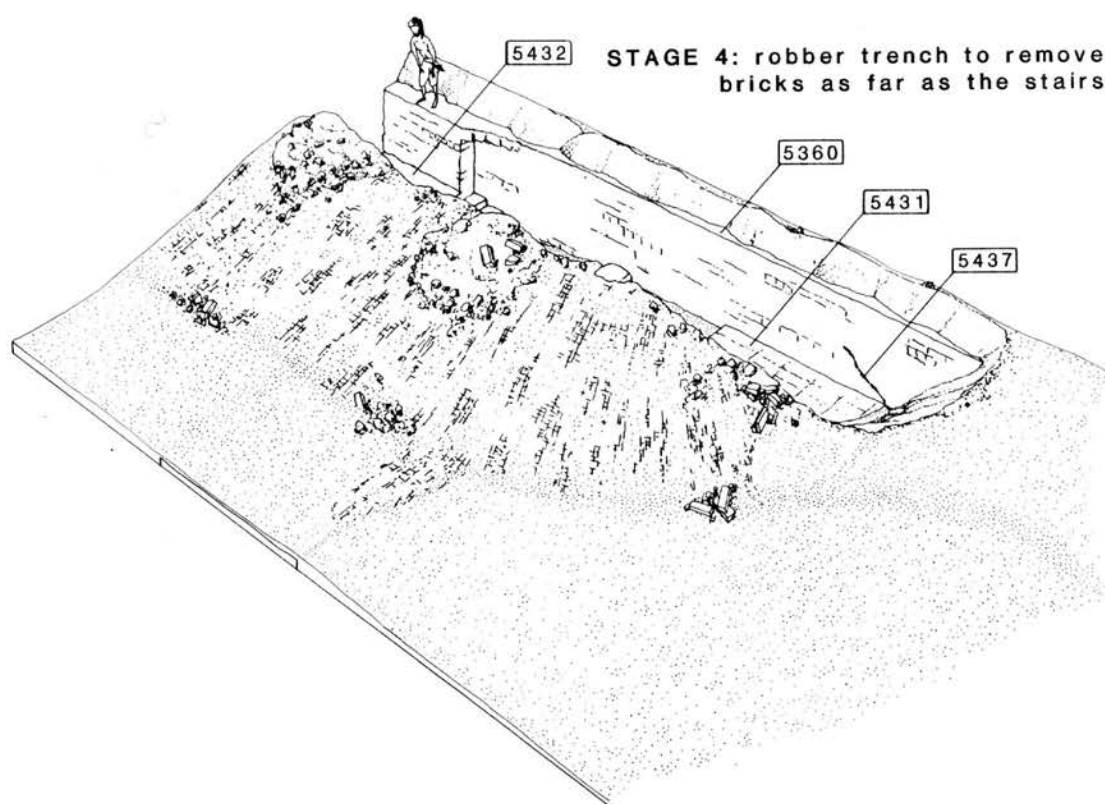 5432
STAGE 4: robber trench to remove
bricks as far as the stairs
5360
5431
5437